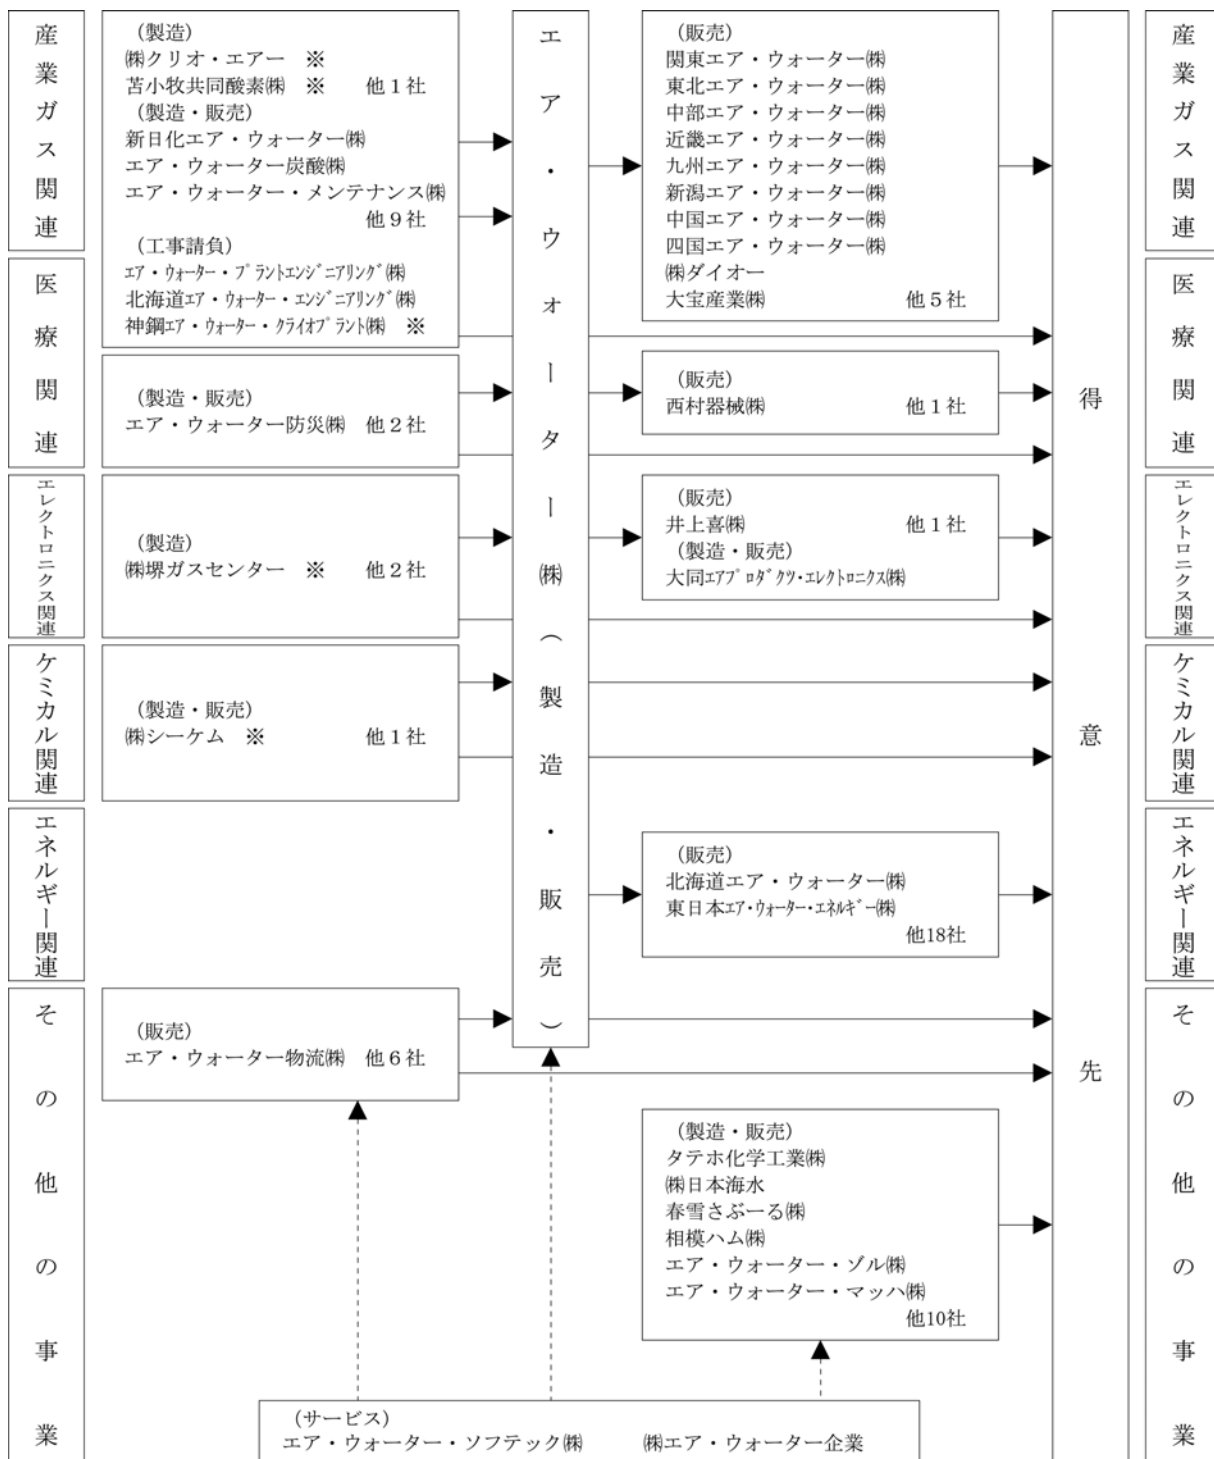 産業ガス関連
（製造）
㈱クリオ・エアー　※
苫小牧共同酸素㈱　※　　他１社
（製造・販売）
新日化エア・ウォーター㈱
エア・ウォーター炭酸㈱
エア・ウォーター・メンテナンス㈱
他９社
（工事請負）
ｴｱ・ｳｫｰﾀｰ・ﾌﾟﾗﾝﾄｴﾝｼﾞﾆｱﾘﾝｸﾞ㈱
北海道ｴｱ・ｳｫｰﾀｰ・ｴﾝｼﾞﾆｱﾘﾝｸﾞ㈱
神鋼ｴｱ・ｳｫｰﾀｰ・ｸﾗｲｵﾌﾟﾗﾝﾄ㈱　※
医療関連
（製造・販売）
エア・ウォーター防災㈱　他２社
エレクトロニクス関連
（製造）
㈱堺ガスセンター　※　　他２社
ケミカル関連
（製造・販売）
㈱シーケム　※　　他１社
エネルギー関連
その他の事業
（販売）
エア・ウォーター物流㈱　他６社
エア・ウォーター㈱（製造・販売）
（販売）
関東エア・ウォーター㈱
東北エア・ウォーター㈱
中部エア・ウォーター㈱
近畿エア・ウォーター㈱
九州エア・ウォーター㈱
新潟エア・ウォーター㈱
中国エア・ウォーター㈱
四国エア・ウォーター㈱
㈱ダイオー
大宝産業㈱　　他５社
（販売）
西村器械㈱　　他１社
（販売）
井上喜㈱　　他１社
（製造・販売）
大同ｴｱﾌﾟﾛﾀﾞｸﾂ・ｴﾚｸﾄﾛﾆｸｽ㈱
（販売）
北海道エア・ウォーター㈱
東日本ｴｱ・ｳｫｰﾀｰ・ｴﾈﾙｷﾞｰ㈱
他18社
（製造・販売）
タテホ化学工業㈱
㈱日本海水
春雪さぶーる㈱
相模ハム㈱
エア・ウォーター・ゾル㈱
エア・ウォーター・マッハ㈱
他10社
（サービス）
エア・ウォーター・ソフテック㈱　　㈱エア・ウォーター企業
得意先
産業ガス関連
医療関連
エレクトロニクス関連
ケミカル関連
エネルギー関連
その他の事業